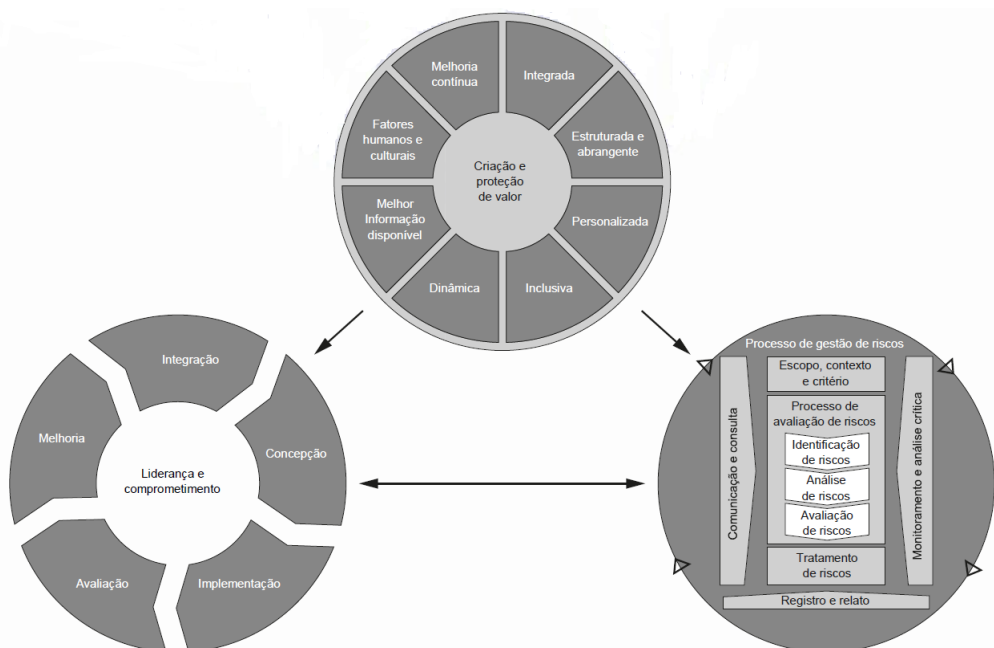 Melhoria
contínua
Integrada
Fatores
humanos e
culturais
Estruturada e
abrangente
Criação e
proteção
de valor
Melhor
Informação
disponível
Personalizada
Dinâmica
Inclusiva
Integração
Melhoria
Concepção
Liderança e
comprometimento
Avaliação
Implementação
Processo de gestão de riscos
Escopo, contexto
e critério
Comunicação e consulta
Processo de
avaliação de riscos
Identificação
de riscos
Análise
de riscos
Avaliação
de riscos
Monitoramento e análise crítica
Tratamento
de riscos
Registro e relato